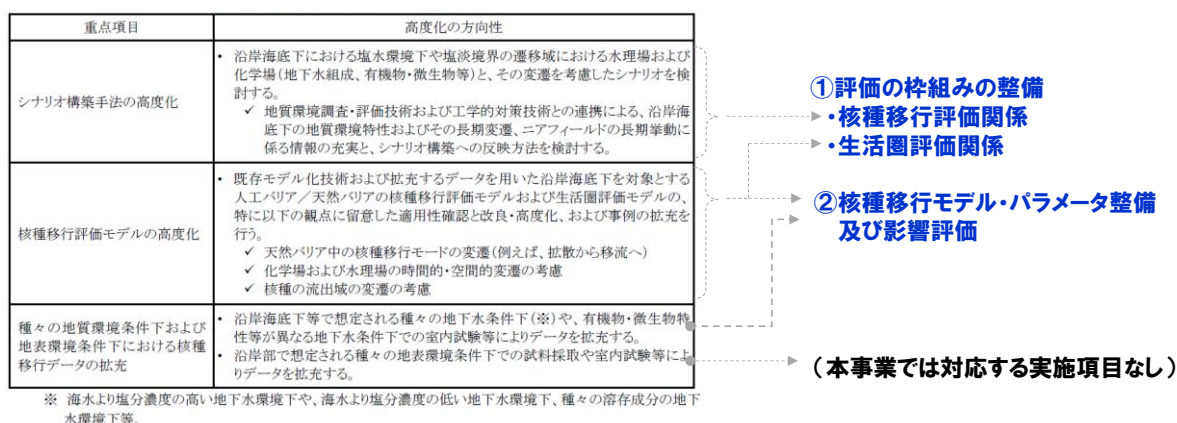 重点項目
高度化の方向性
シナリオ構築手法の高度化
・ 沿岸海底下における塩水環境下や塩淡境界の遷移域における水理場および
化学場(地下水組成、有機物・微生物等)と、その変遷を考慮したシナリオを検
討する。
✓ 地質環境調査・評価技術および工学的対策技術との連携による、沿岸海
底下の地質環境特性およびその長期変遷、ニアフィールドの長期挙動に
係る情報の充実と、シナリオ構築への反映方法を検討する。
核種移行評価モデルの高度化
・ 既存モデル化技術および拡充するデータを用いた沿岸海底下を対象とする
人工バリア／天然バリアの核種移行評価モデルおよび生活圏評価モデルの、
特に以下の観点に留意した適用性確認と改良・高度化、および事例の拡充を
行う。
✓ 天然バリア中の核種移行モードの変遷(例えば、拡散から移流へ)
✓ 化学場および水理場の時間的・空間的変遷の考慮
✓ 核種の流出域の変遷の考慮
種々の地質環境条件下および
地表環境条件下における核種
移行データの拡充
・ 沿岸海底下等で想定される種々の地下水条件下(※)や、有機物・微生物特
性等が異なる地下水条件下での室内試験等によりデータを拡充する。
・ 沿岸部で想定される種々の地表環境条件下での試料採取や室内試験等によ
りデータを拡充する。
※ 海水より塩分濃度の高い地下水環境下や、海水より塩分濃度の低い地下水環境下、種々の溶存成分の地下
水環境下等。
①評価の枠組みの整備
・核種移行評価関係
・生活圏評価関係
②核種移行モデル・パラメータ整備
及び影響評価
（本事業では対応する実施項目なし）